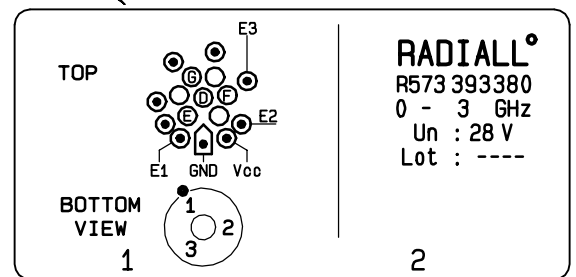 E3
TOP
G
D
F
E
E2
E1 GND Vcc
BOTTOM
VIEW
1
2
3
1
RADIALL°
R573 393380
0 - 3 GHz
Un : 28 V
Lot : ----
2